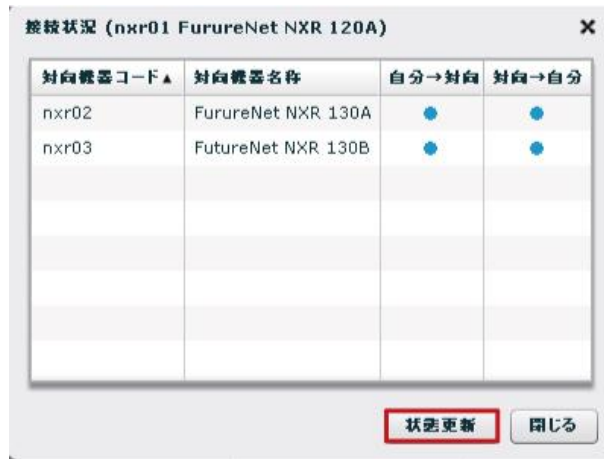 接続状況 (nxr01 FurureNet NXR 120A)
対向機器コード▲ 対向機器名称 自分→対向 対向→自分
nxr02 FurureNet NXR 130A ● ●
nxr03 FutureNet NXR 130B ● ●
状態更新 閉じる